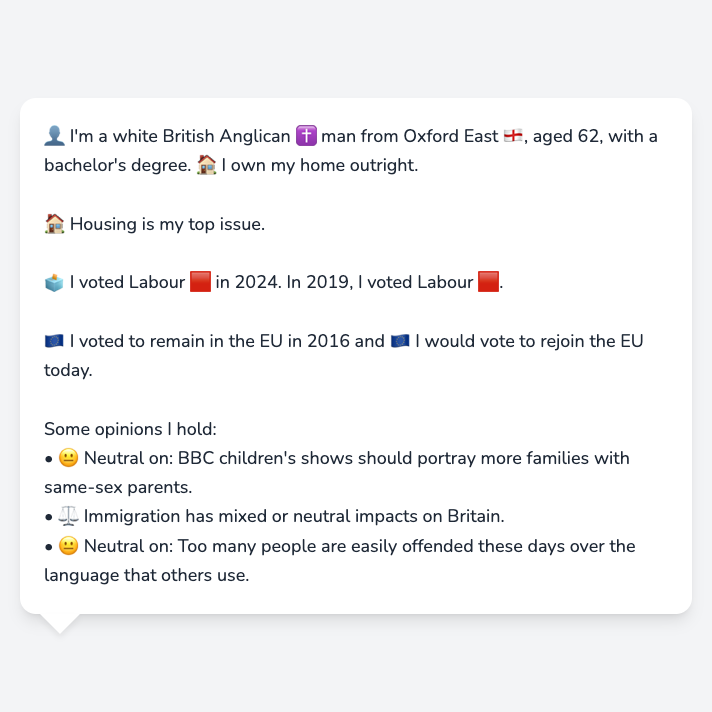 👤 I'm a white British Anglican ✝️ man from Oxford East 🏴󠁧󠁢󠁥󠁮󠁧󠁿, aged 62, with a
bachelor's degree. 🏠 I own my home outright.
🏠 Housing is my top issue.
🗳️ I voted Labour 🟥 in 2024. In 2019, I voted Labour 🟥.
🇪🇺 I voted to remain in the EU in 2016 and 🇪🇺 I would vote to rejoin the EU
today.
Some opinions I hold:
• 😐 Neutral on: BBC children's shows should portray more families with
same-sex parents.
• ⚖️ Immigration has mixed or neutral impacts on Britain.
• 😐 Neutral on: Too many people are easily offended these days over the
language that others use.